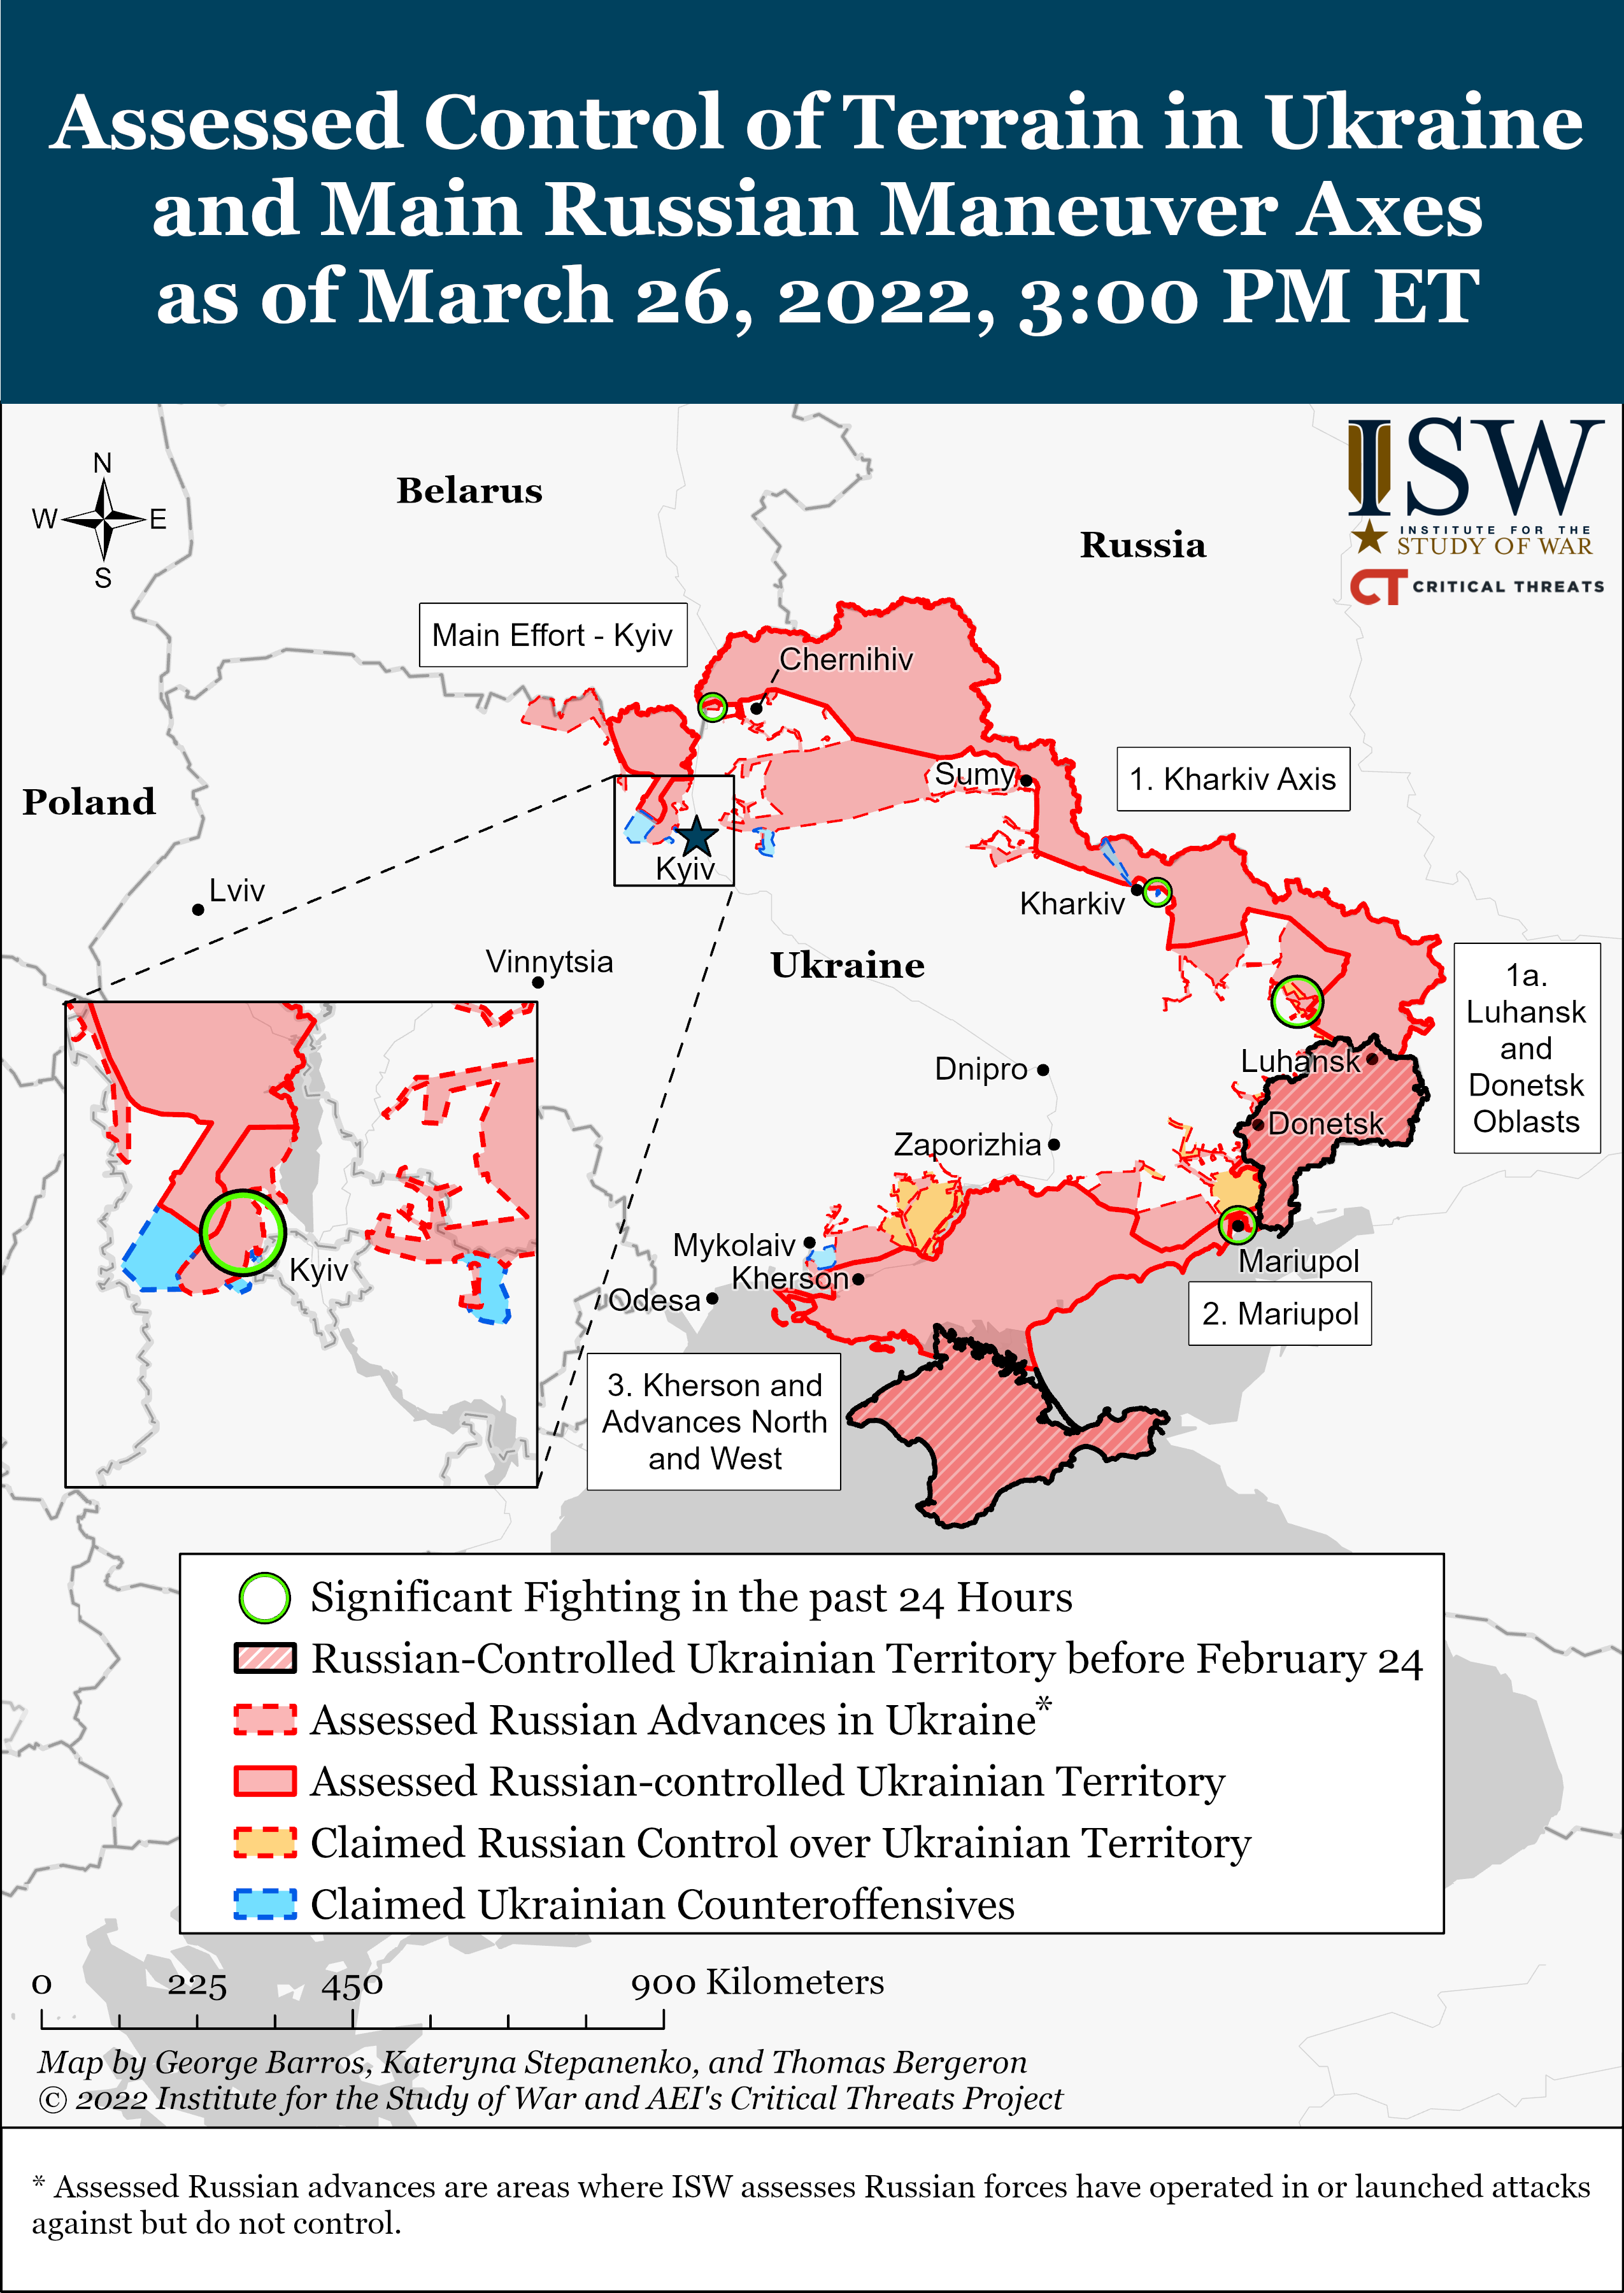 Assessed Control of Terrain in Ukraine
and Main Russian Maneuver Axes
as of March 26, 2022, 3:00 PM ET
ISW
INSTITUTE FOR THE
STUDY OF WAR
CT CRITICAL THREATS
N
W E
S
Belarus
Russia
Main Effort - Kyiv
Chernihiv
Sumy
1. Kharkiv Axis
Poland
Kyiv
Lviv
Kharkiv
Vinnytsia
Ukraine
1a.
Luhansk
and
Donetsk
Oblasts
Luhansk
Dnipro
Donetsk
Zaporizhia
Mykolaiv
Kyiv
Kherson
Mariupol
Odesa
2. Mariupol
3. Kherson and
Advances North
and West
Significant Fighting in the past 24 Hours
Russian-Controlled Ukrainian Territory before February 24
Assessed Russian Advances in Ukraine*
Assessed Russian-controlled Ukrainian Territory
Claimed Russian Control over Ukrainian Territory
Claimed Ukrainian Counteroffensives
0 225 450 900 Kilometers
Map by George Barros, Kateryna Stepanenko, and Thomas Bergeron
© 2022 Institute for the Study of War and AEI's Critical Threats Project
* Assessed Russian advances are areas where ISW assesses Russian forces have operated in or launched attacks
against but do not control.